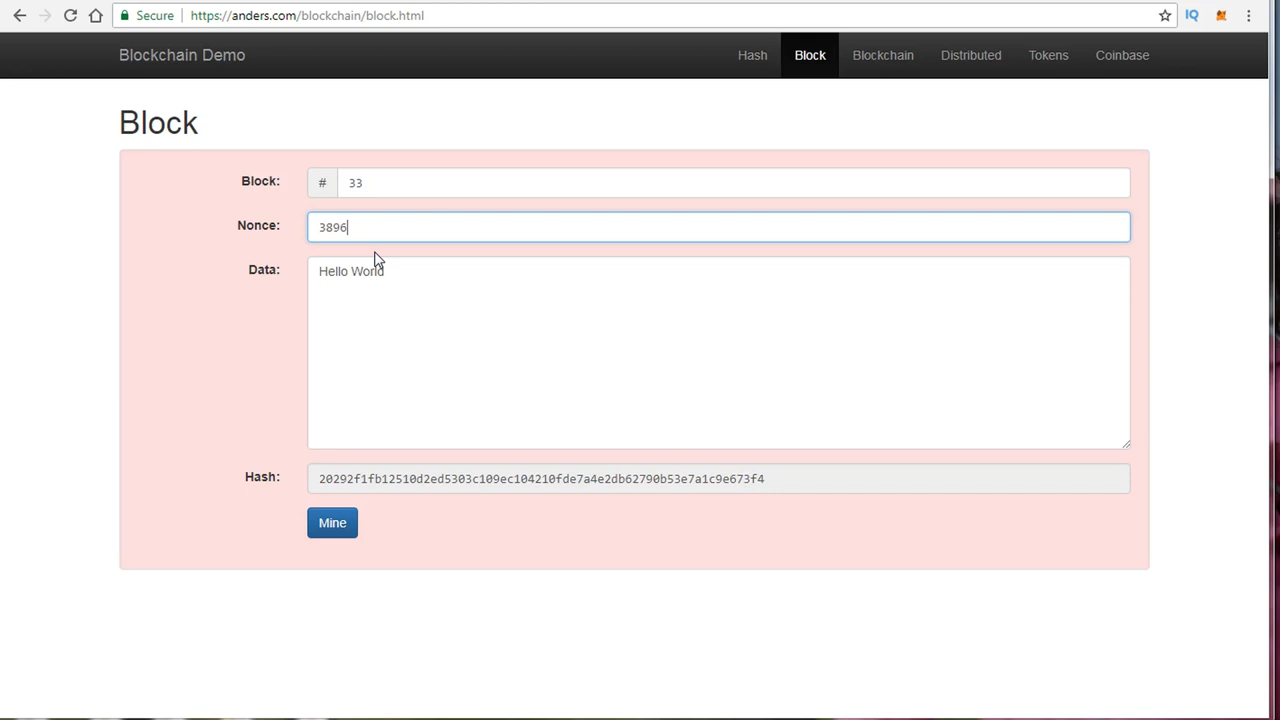 Secure https://anders.com/blockchain/block.html IQ
Blockchain Demo Hash Block Blockchain Distributed Tokens Coinbase
Block
Block: # 33
Nonce: 3896
Data: Hello World
Hash: 20292f1fb12510d2ed5303c109ec104210fde7a4e2db62790b53e7a1c9e673f4
Mine